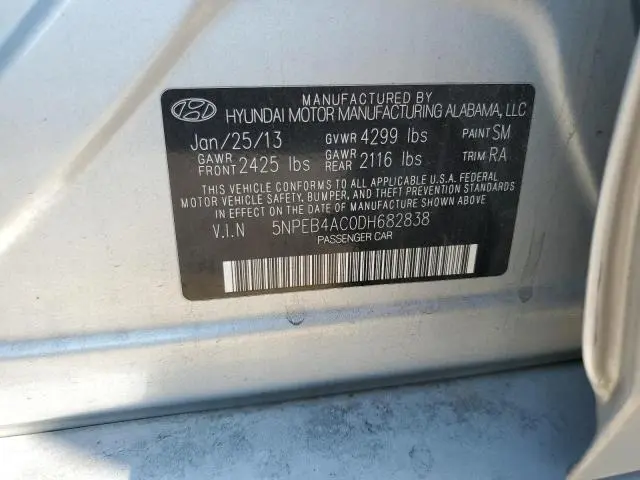 MANUFACTURED BY
HYUNDAI MOTOR MANUFACTURING ALABAMA, LLC
Jan/25/13 GVWR 4299 lbs PAINT SM
GAWR FRONT 2425 lbs GAWR REAR 2116 lbs TRIM RA
THIS VEHICLE CONFORMS TO ALL APPLICABLE U.S.A. FEDERAL
MOTOR VEHICLE SAFETY, BUMPER, AND THEFT PREVENTION STANDARDS
IN EFFECT ON THE DATE OF MANUFACTURE SHOWN ABOVE
V.I.N 5NPEB4AC0DH682838
PASSENGER CAR